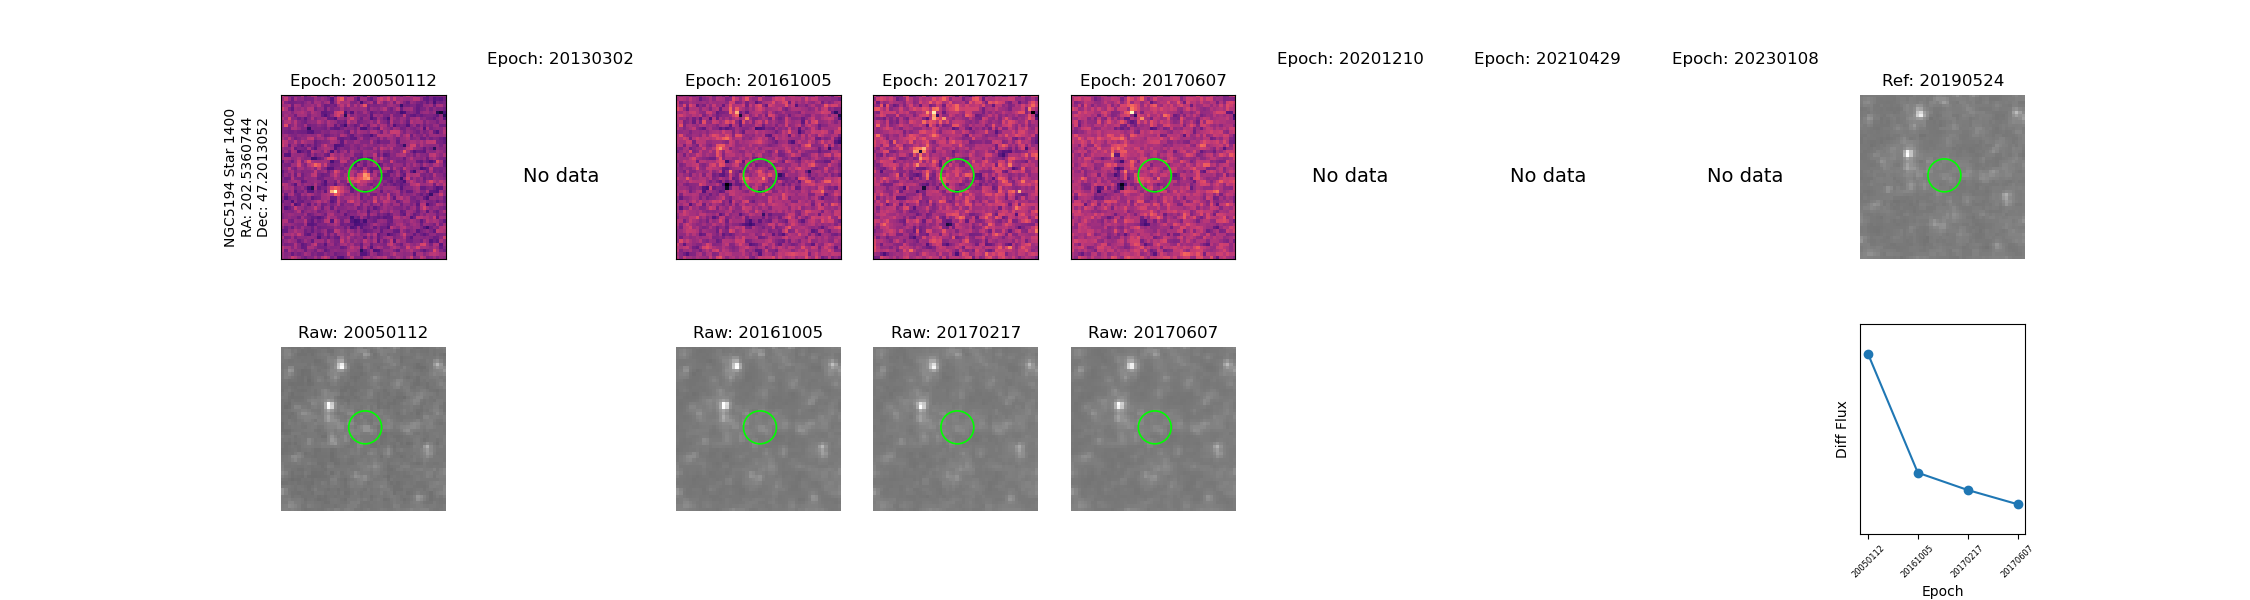 Epoch: 20050112
Epoch: 20130302
Epoch: 20161005
Epoch: 20170217
Epoch: 20170607
Epoch: 20201210
Epoch: 20210429
Epoch: 20230108
Ref: 20190524
NGC5194 Star 1400
RA: 202.5360744
Dec: 47.2013052
No data
No data
No data
No data
Raw: 20050112
Raw: 20161005
Raw: 20170217
Raw: 20170607
Diff Flux
20050112
20161005
20170217
20170607
Epoch